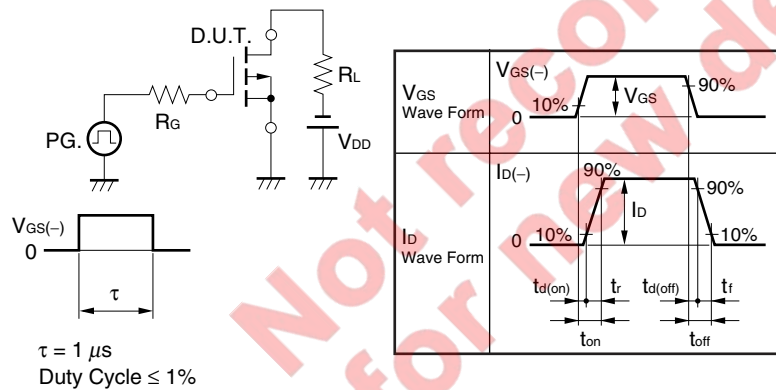 D.U.T.
RL
RG
PG.
VDD
VGS(−)
0
τ
τ = 1 μs
Duty Cycle ≤ 1%
VGS
Wave Form
VGS(−)
10%
0
VGS
90%
ID
Wave Form
ID(−)
90%
90%
ID
0
10%
10%
td(on)
tr
td(off)
tf
ton
toff
Not reco
for new de